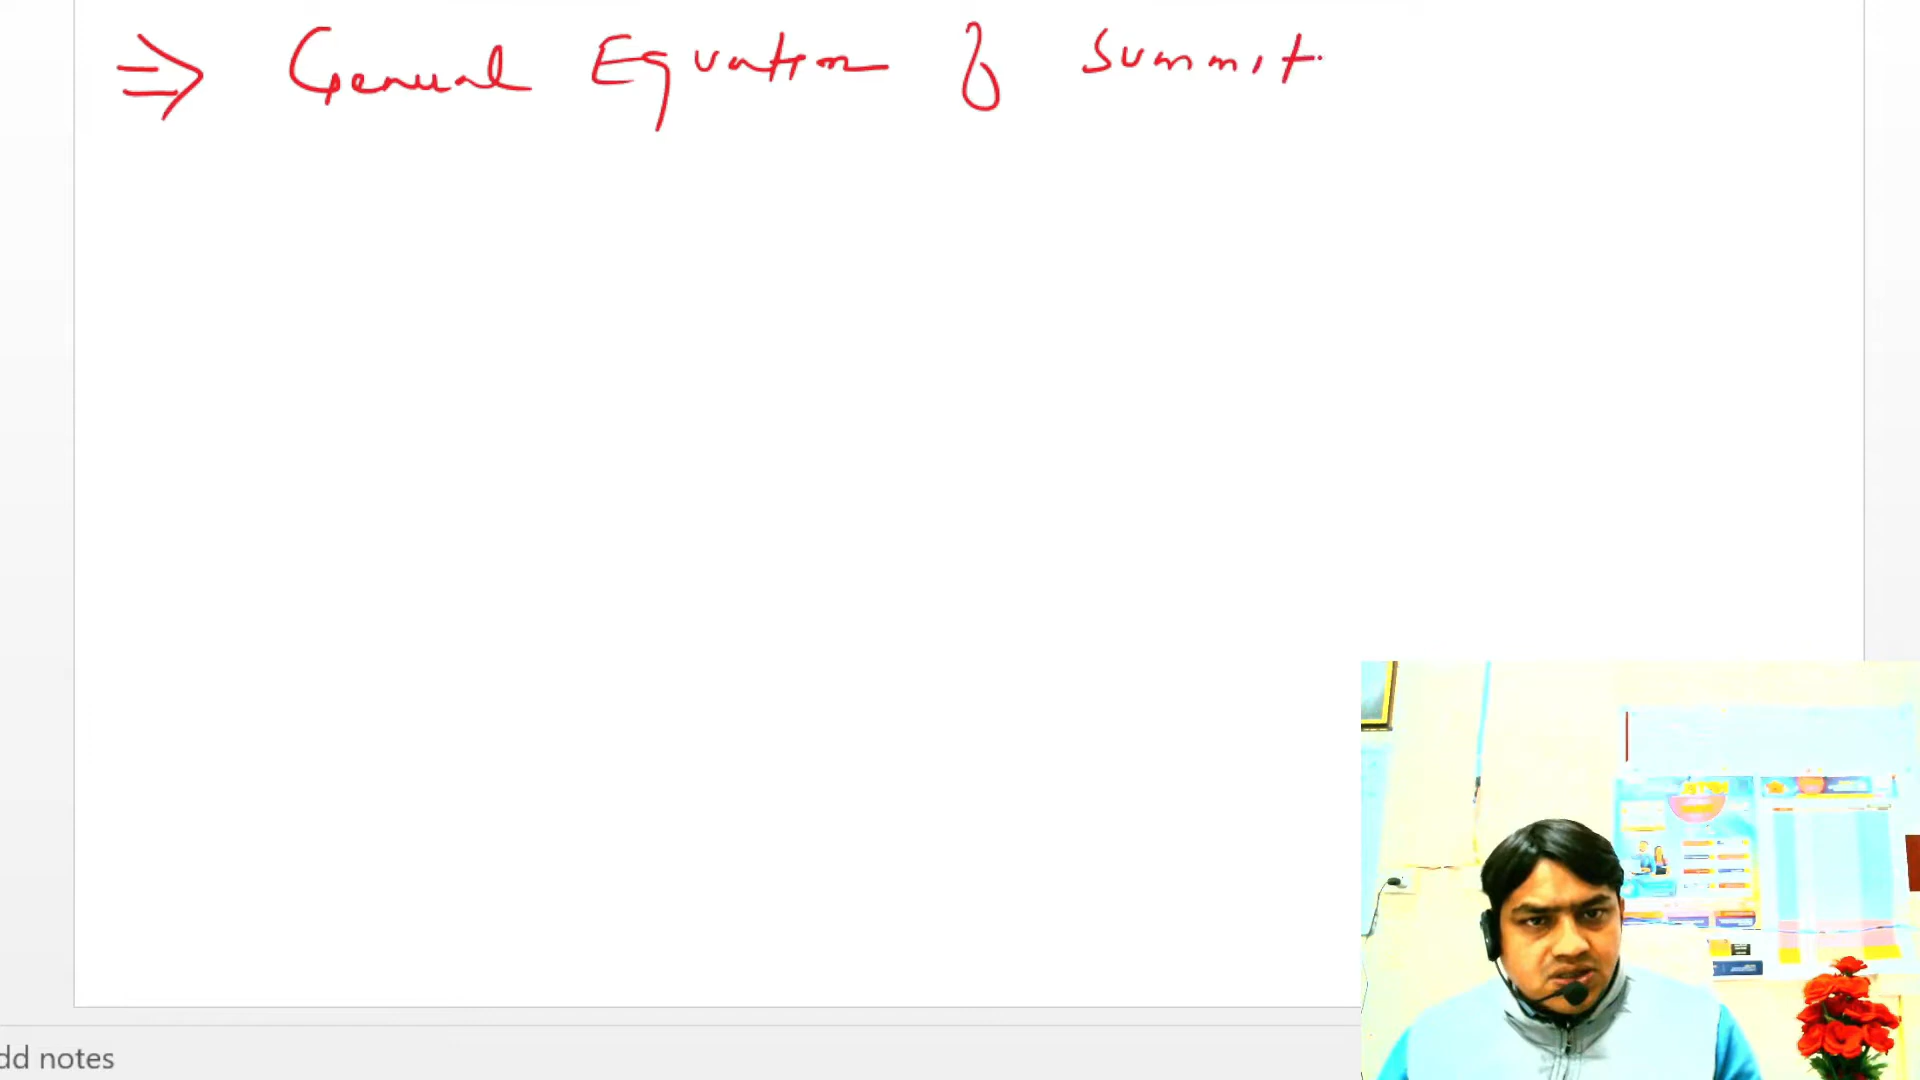 ⇒ General Equation of Summit.
dd notes